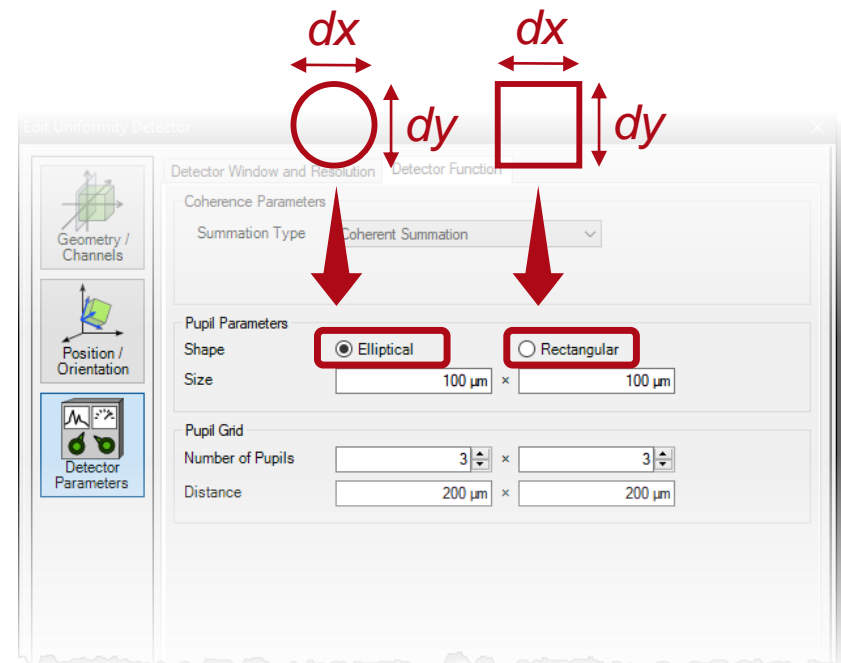 dx dx
dy dy
Edit Uniformity Detector
Detector Window and Resolution Detector Function
Coherence Parameters
Geometry /
Channels
Summation Type Coherent Summation
Position /
Orientation
Pupil Parameters
Shape Elliptical Rectangular
Size 100 µm × 100 µm
Detector
Parameters
Pupil Grid
Number of Pupils 3 × 3
Distance 200 µm × 200 µm